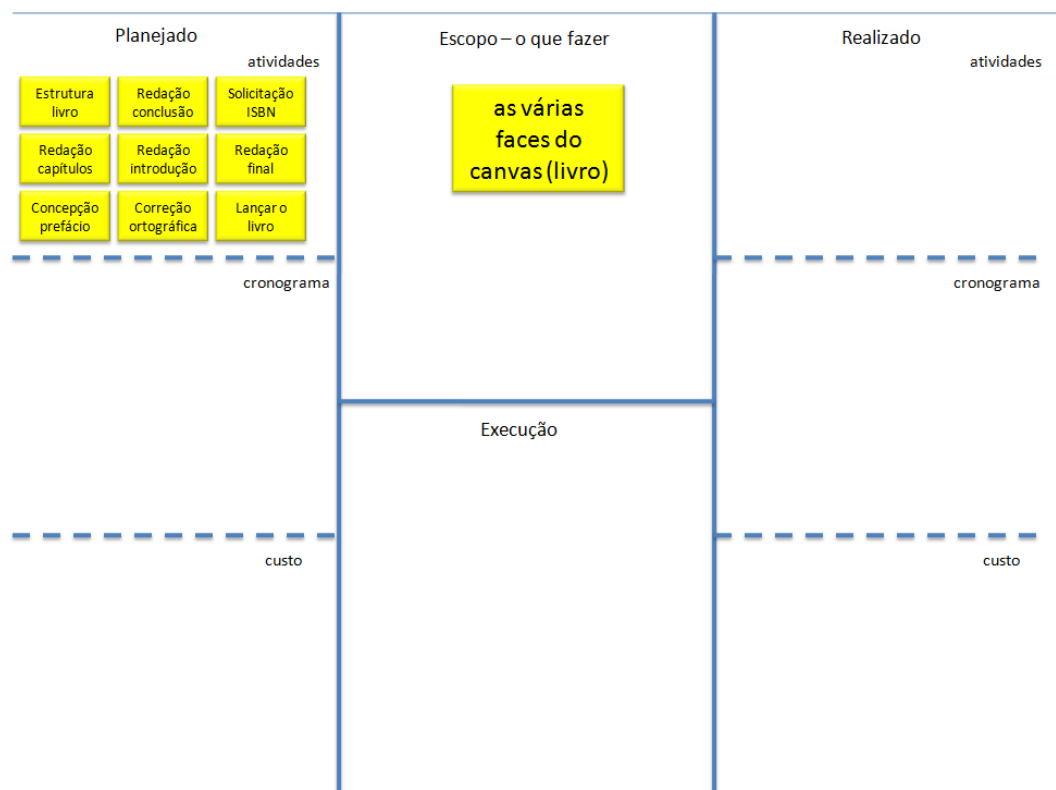 Planejado
atividades
Estrutura
livro
Redação
conclusão
Solicitação
ISBN
Redação
capítulos
Redação
introdução
Redação
final
Concepção
prefácio
Correção
ortográfica
Lançar o
livro
cronograma
custo
Escopo – o que fazer
as várias
faces do
canvas (livro)
Execução
Realizado
atividades
cronograma
custo